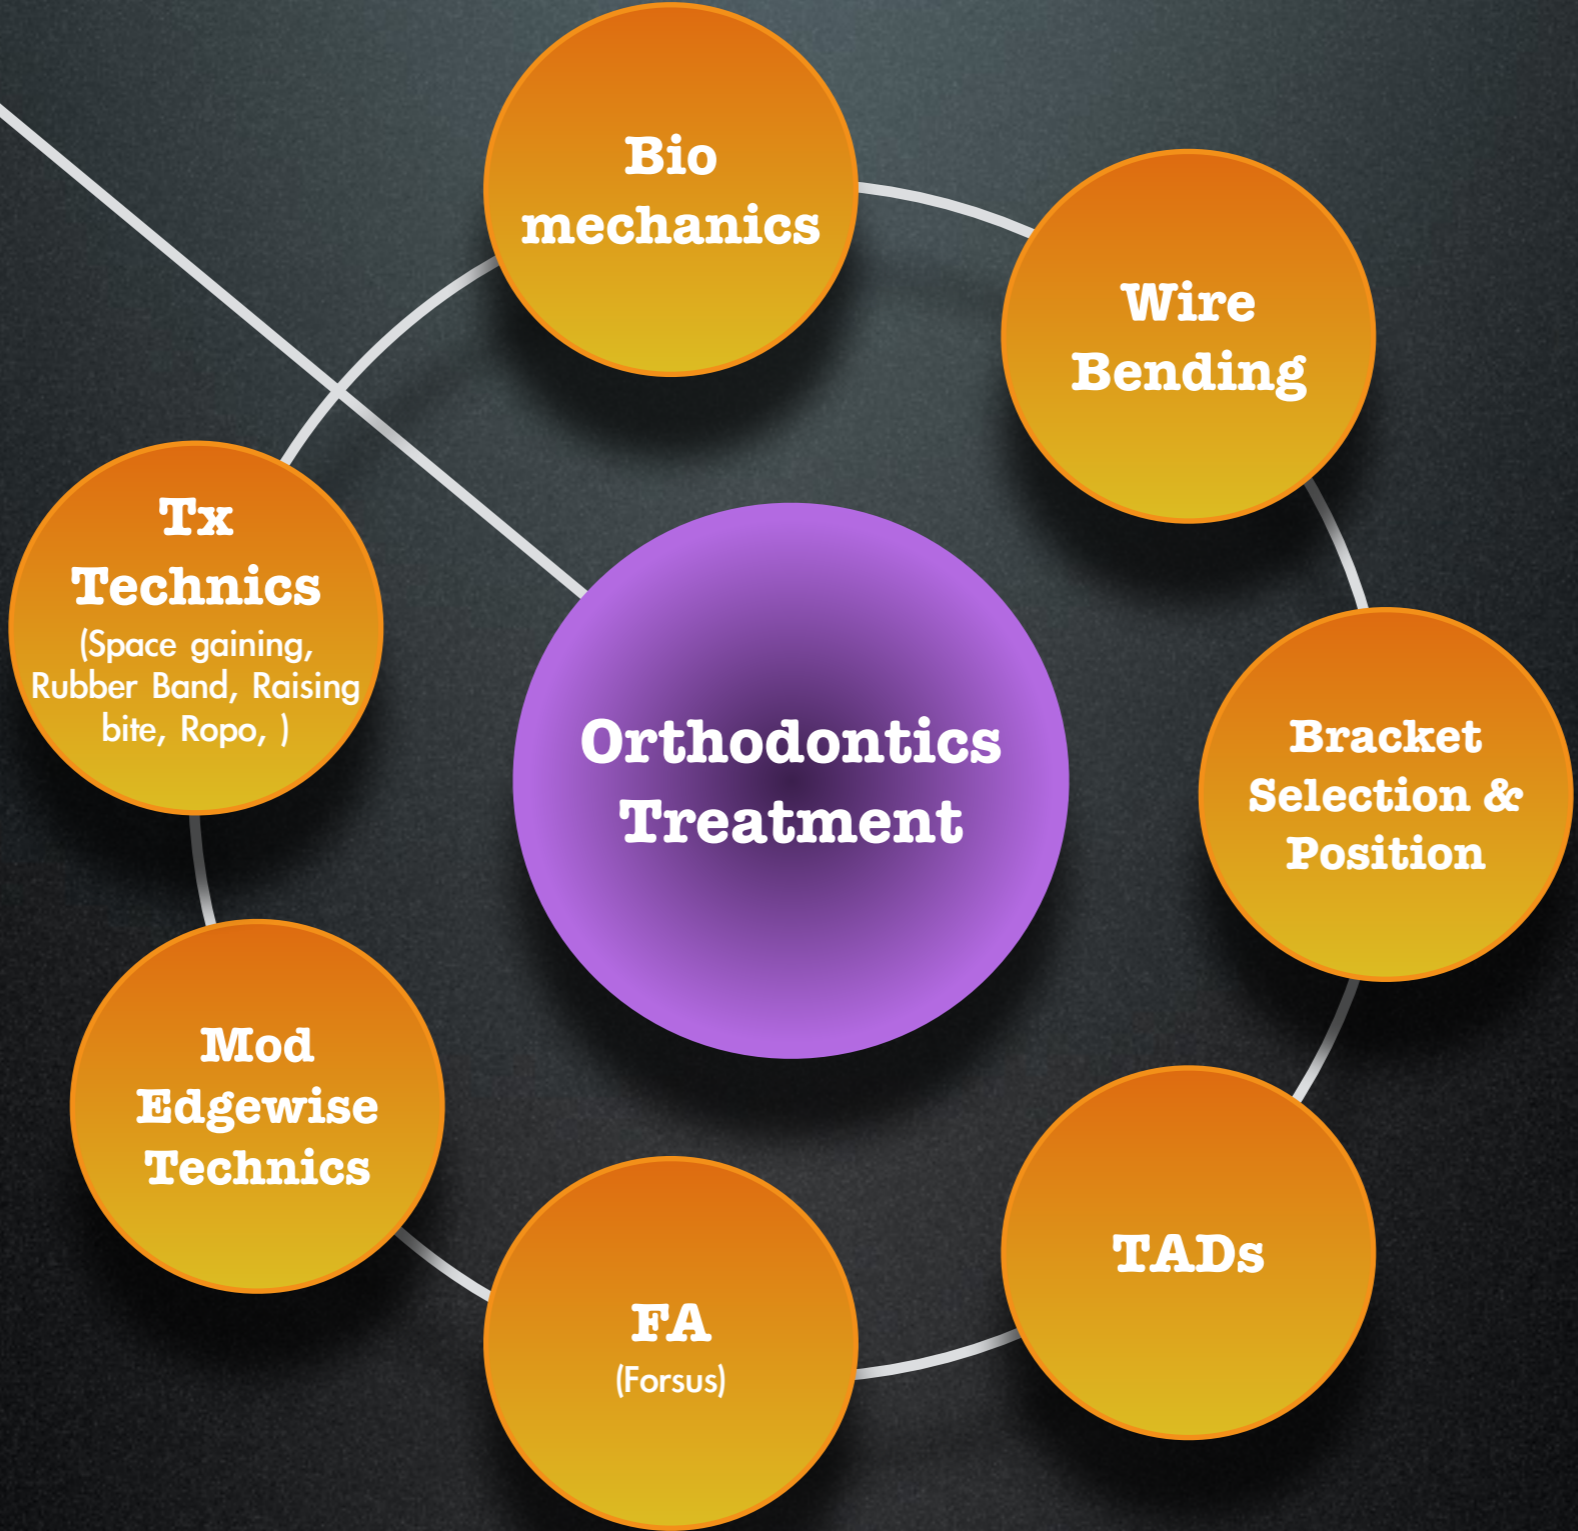 Bio
mechanics
Wire
Bending
Tx
Technics
(Space gaining,
Rubber Band, Raising
bite, Ropo, )
Orthodontics
Treatment
Bracket
Selection &
Position
Mod
Edgewise
Technics
TADs
FA
(Forsus)